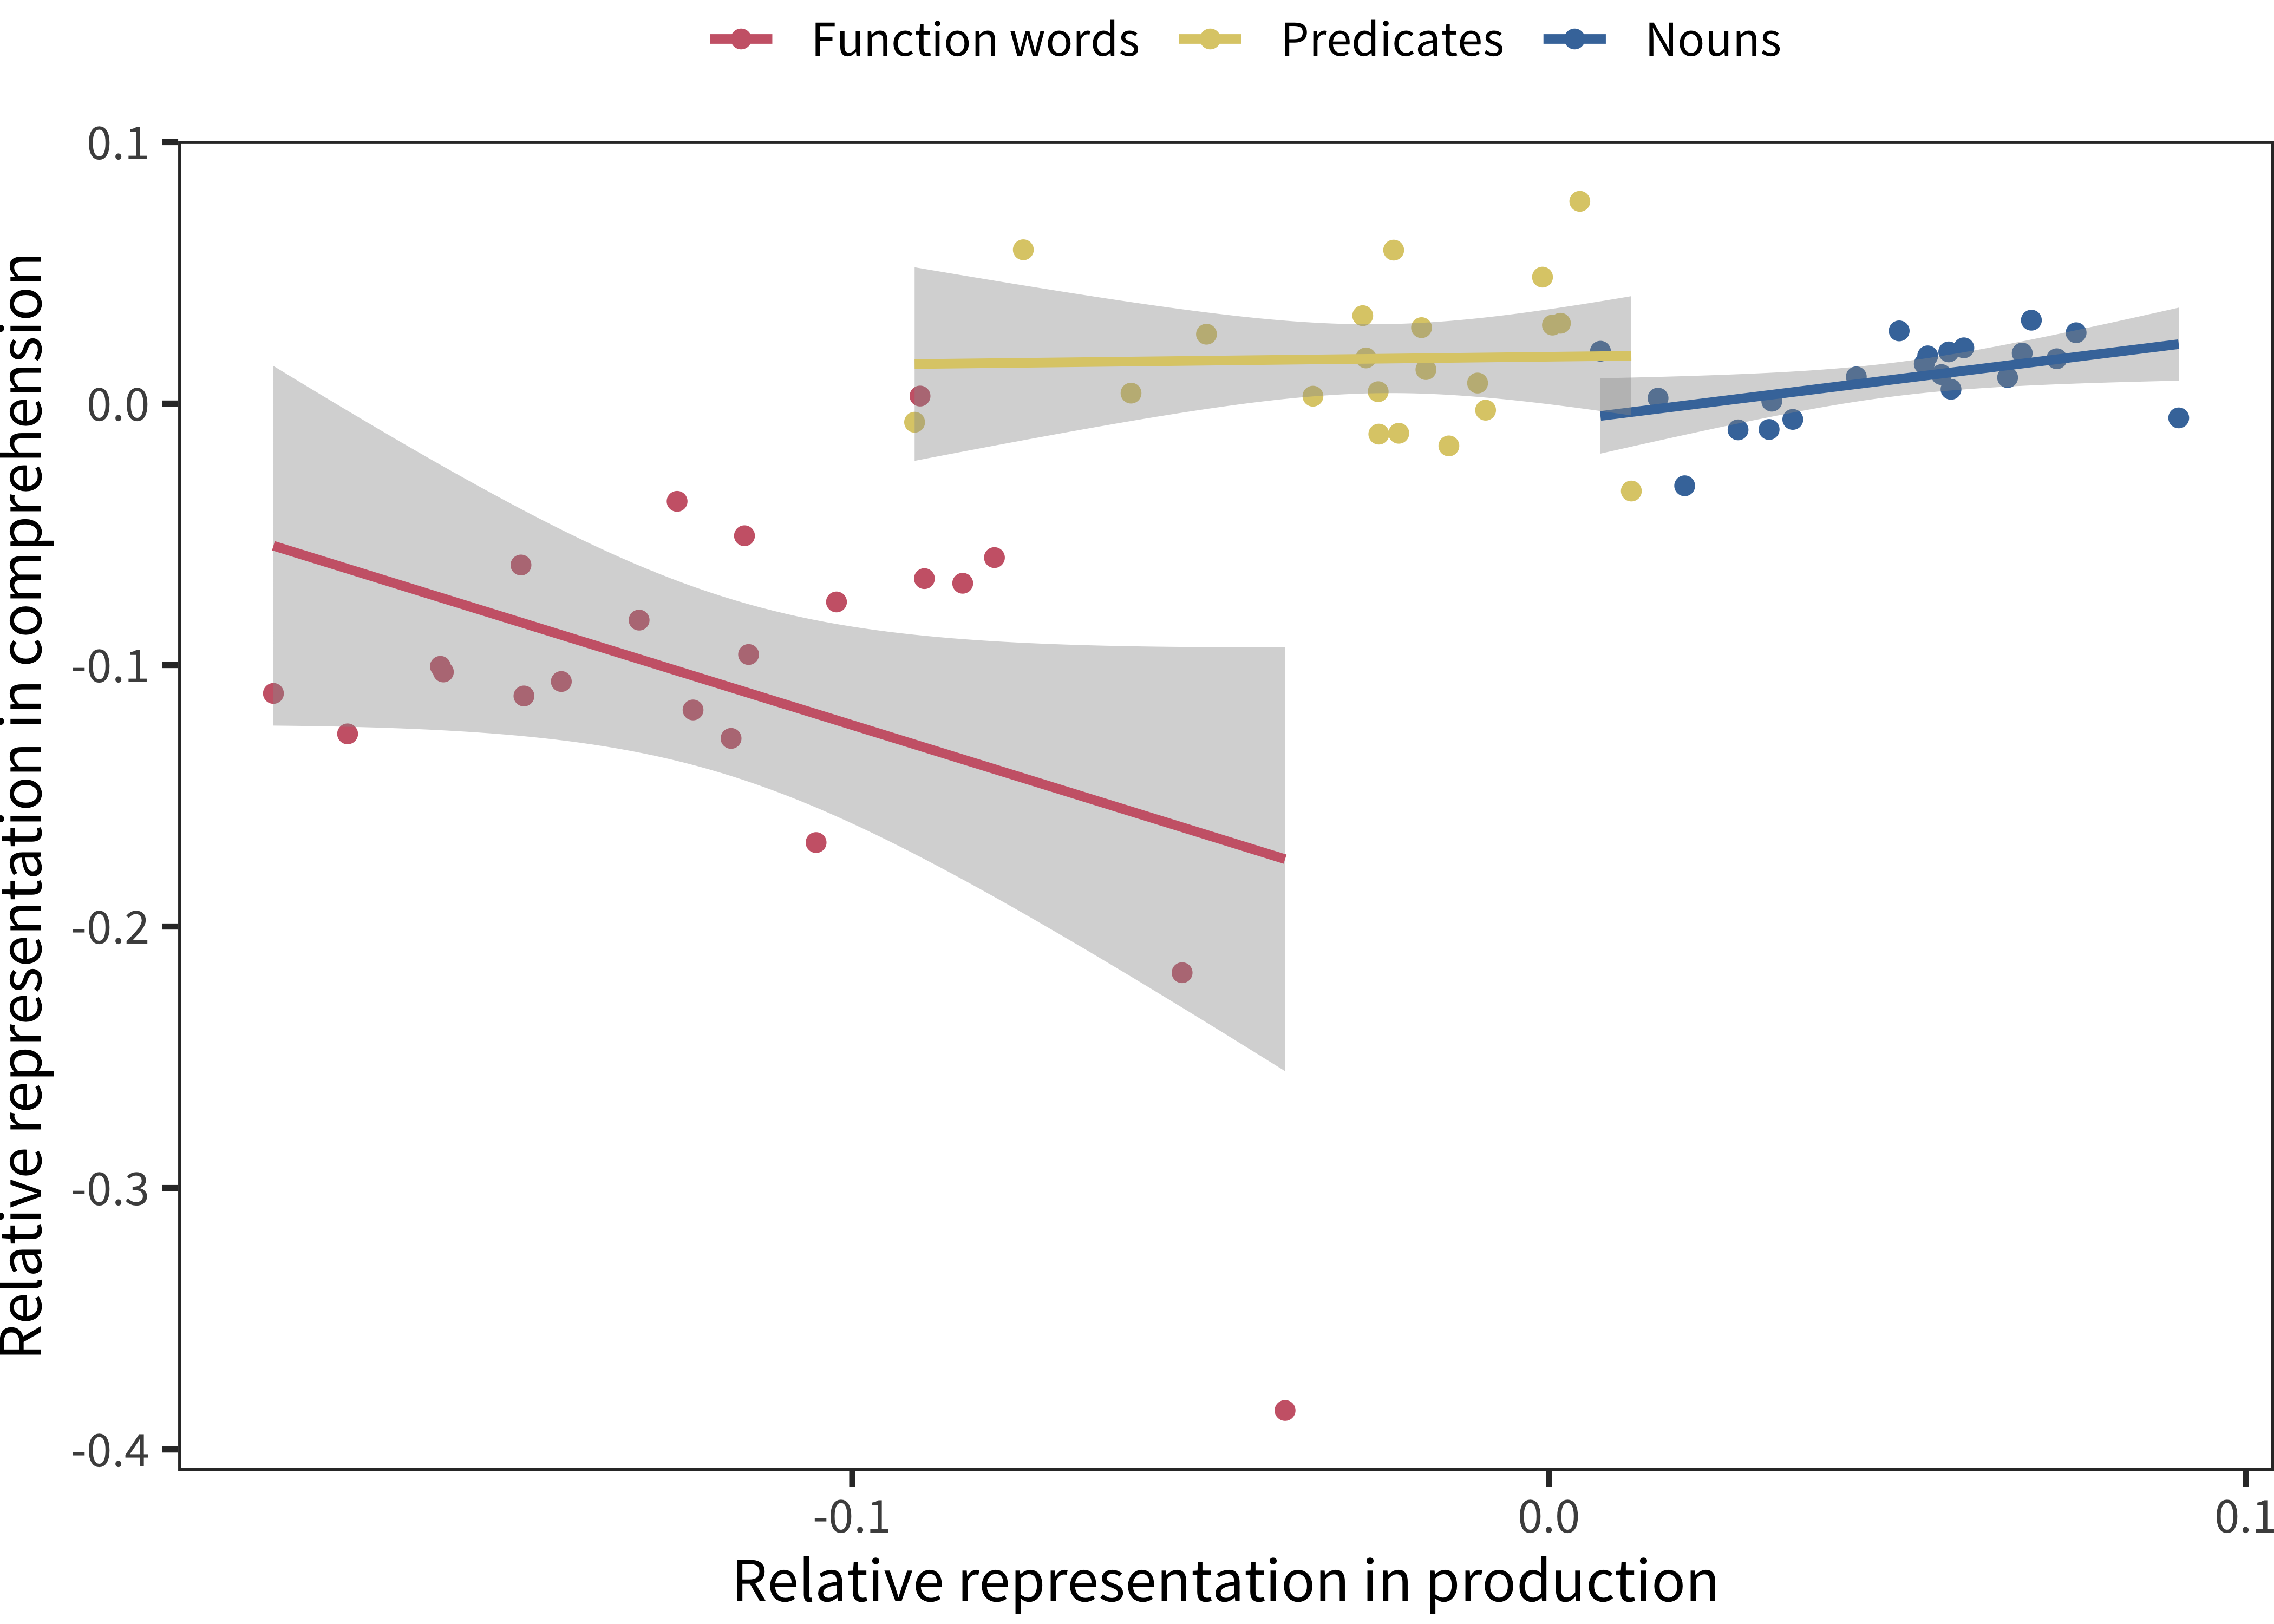 Function words Predicates Nouns
Relative representation in comprehension
0.1
0.0
-0.1
-0.2
-0.3
-0.4
-0.1 0.0 0.1
Relative representation in production